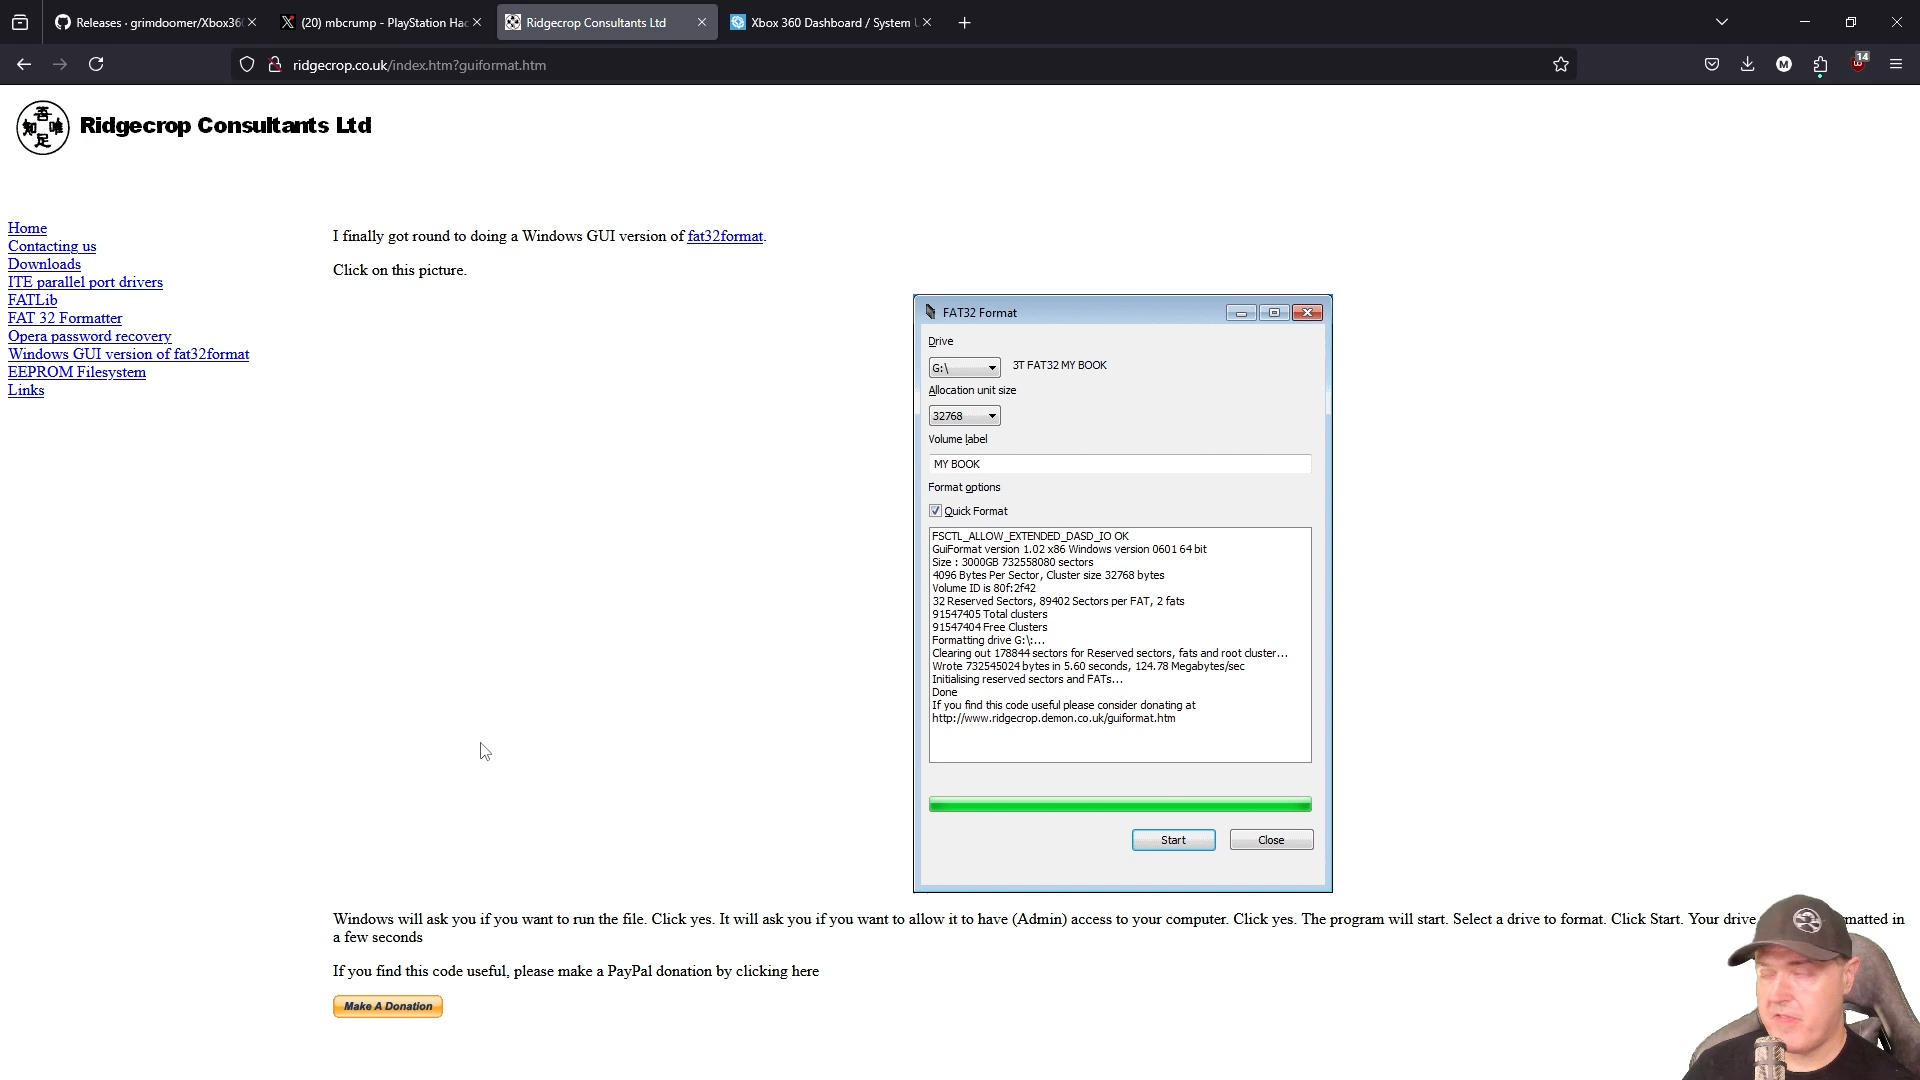 Releases · grimdoomer/Xbox36
(20) mbcrump - PlayStation Hac
Ridgecrop Consultants Ltd
Xbox 360 Dashboard / System U
ridgecrop.co.uk/index.htm?guiformat.htm
M
14
吾
知 唯
足
Ridgecrop Consultants Ltd
Home
Contacting us
Downloads
ITE parallel port drivers
FATLib
FAT 32 Formatter
Opera password recovery
Windows GUI version of fat32format
EEPROM Filesystem
Links
I finally got round to doing a Windows GUI version of fat32format.
Click on this picture.
FAT32 Format
Drive
G:\ 3T FAT32 MY BOOK
Allocation unit size
32768
Volume label
MY BOOK
Format options
Quick Format
FSCTL_ALLOW_EXTENDED_DASD_IO OK
GuiFormat version 1.02 x86 Windows version 0601 64 bit
Size : 3000GB 732558080 sectors
4096 Bytes Per Sector, Cluster size 32768 bytes
Volume ID is 80f:2f42
32 Reserved Sectors, 89402 Sectors per FAT, 2 fats
91547405 Total clusters
91547404 Free Clusters
Formatting drive G:\:...
Clearing out 178844 sectors for Reserved sectors, fats and root cluster...
Wrote 732545024 bytes in 5.60 seconds, 124.78 Megabytes/sec
Initialising reserved sectors and FATs...
Done
If you find this code useful please consider donating at
http://www.ridgecrop.demon.co.uk/guiformat.htm
Start Close
Windows will ask you if you want to run the file. Click yes. It will ask you if you want to allow it to have (Admin) access to your computer. Click yes. The program will start. Select a drive to format. Click Start. Your drive matted in
a few seconds
If you find this code useful, please make a PayPal donation by clicking here
Make A Donation